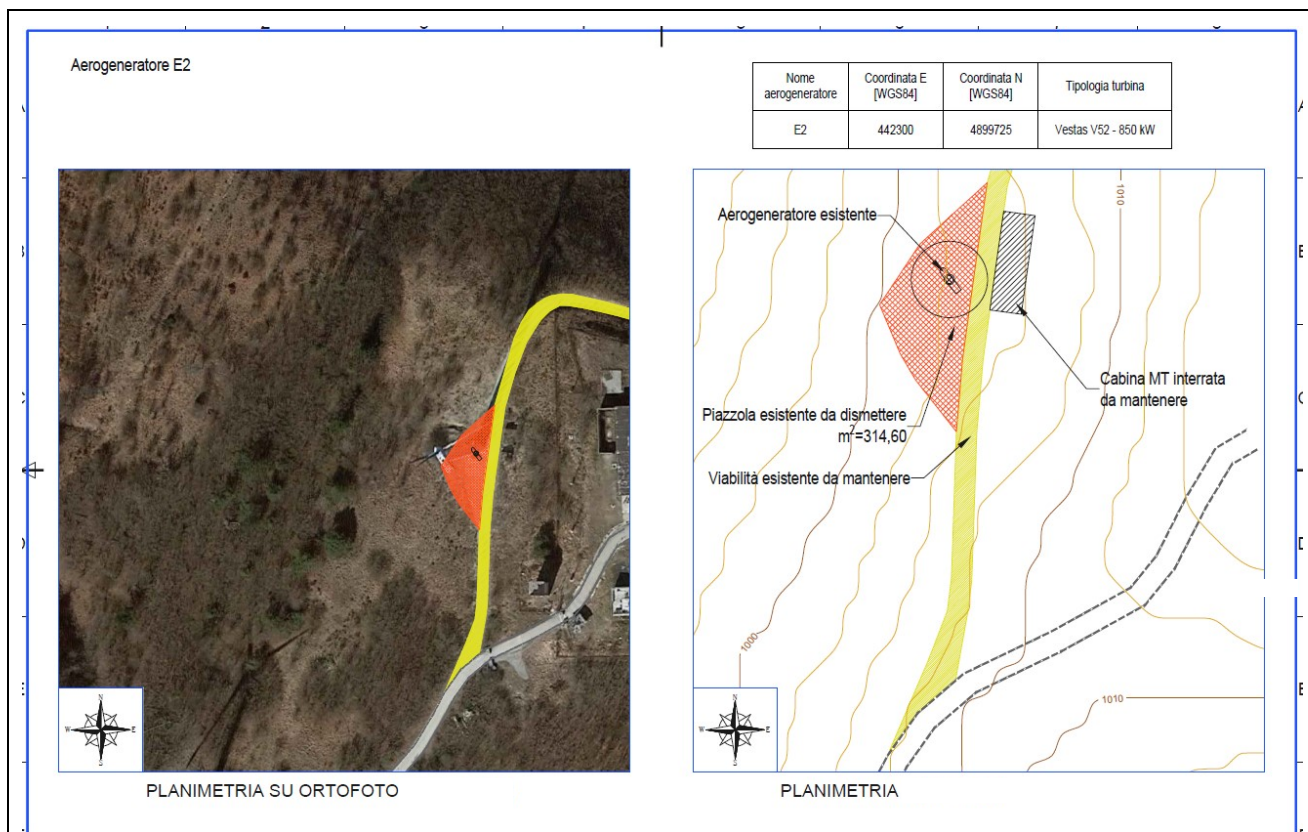 Aerogeneratore E2
Nome aerogeneratore
Coordinata E [WGS84]
Coordinata N [WGS84]
Tipologia turbina
E2
442300
4899725
Vestas V52 - 850 kW
N
W
E
S
PLANIMETRIA SU ORTOFOTO
1010
Aerogeneratore esistente
Cabina MT interrata
da mantenere
Piazzola esistente da dismettere
m²=314,60
Viabilità esistente da mantenere
1000
1010
N
W
E
S
PLANIMETRIA